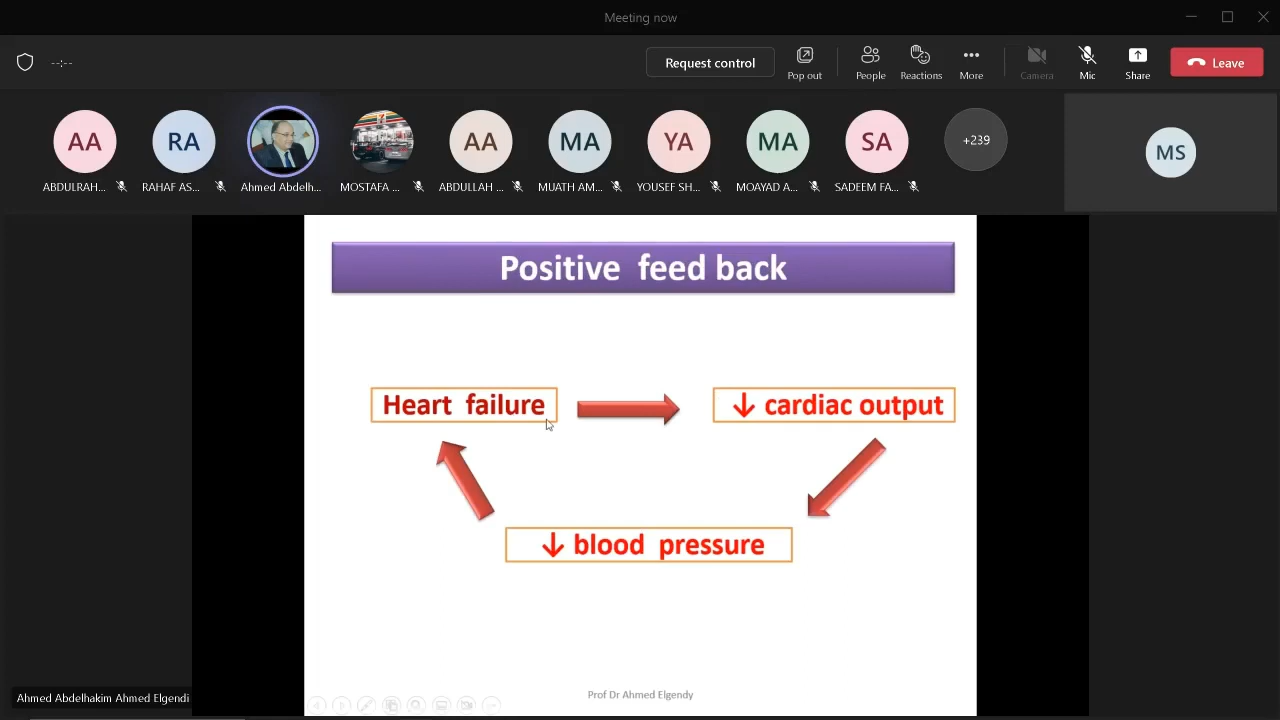 Meeting now
--:--
Request control
Pop out
People
Reactions
More
Camera
Mic
Share
Leave
AA
RA
AA
MA
YA
MA
SA
+239
MS
ABDULRAH...
RAHAF AS...
Ahmed Abdelh...
MOSTAFA ...
ABDULLAH ...
MUATH AM...
YOUSEF SH...
MOAYAD A...
SADEEM FA...
Positive feed back
Heart failure
↓ cardiac output
↓ blood pressure
Prof Dr Ahmed Elgendy
Ahmed Abdelhakim Ahmed Elgendi